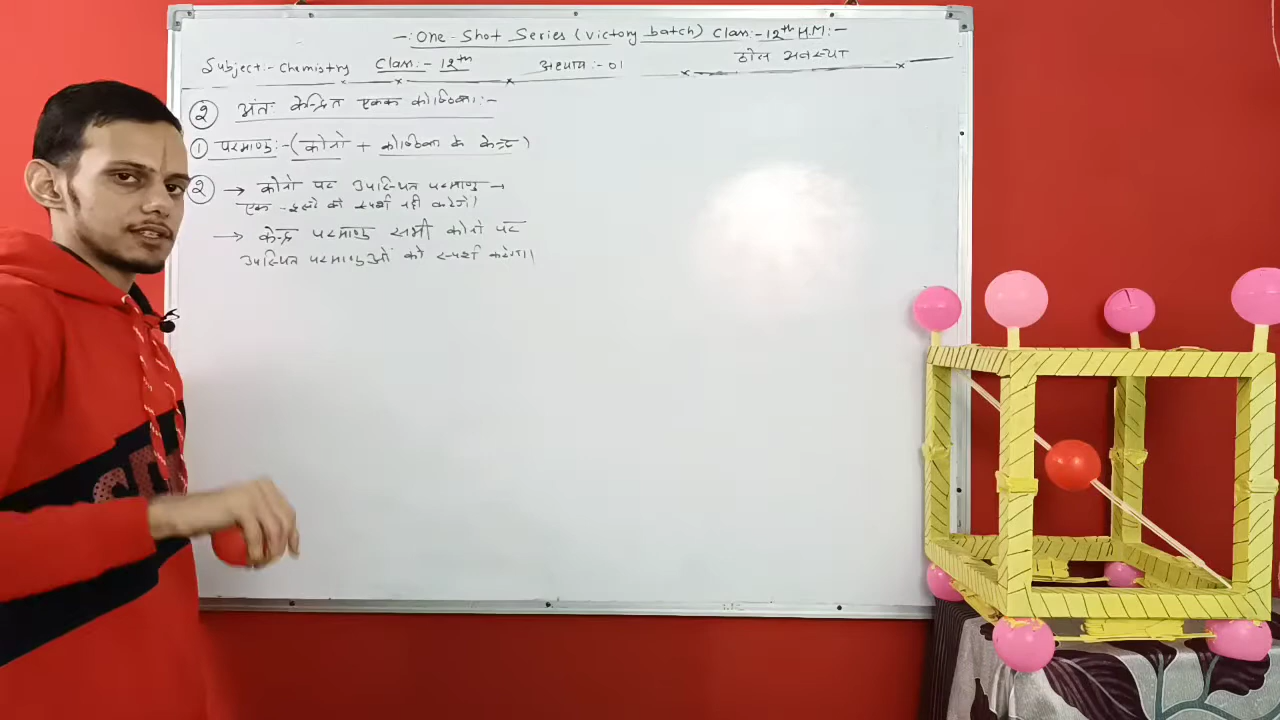 -: One-Shot Series (Victory batch) Class:- 12th H.M:-
Subject:- Chemistry Class:- 12th अध्याय:- 01 ठोस अवस्था
② अंतः केन्द्रित एकक कोष्ठिका:-
① परमाणु:- (कोनो + कोष्ठिका के केन्द्र)
② → कोनो पर उपस्थित परमाणु →
एक-दूसरे को स्पर्श नही करेगे।
→ केन्द्र परमाणु सभी कोनो पर
उपस्थित परमाणुओं को स्पर्श करेगा।